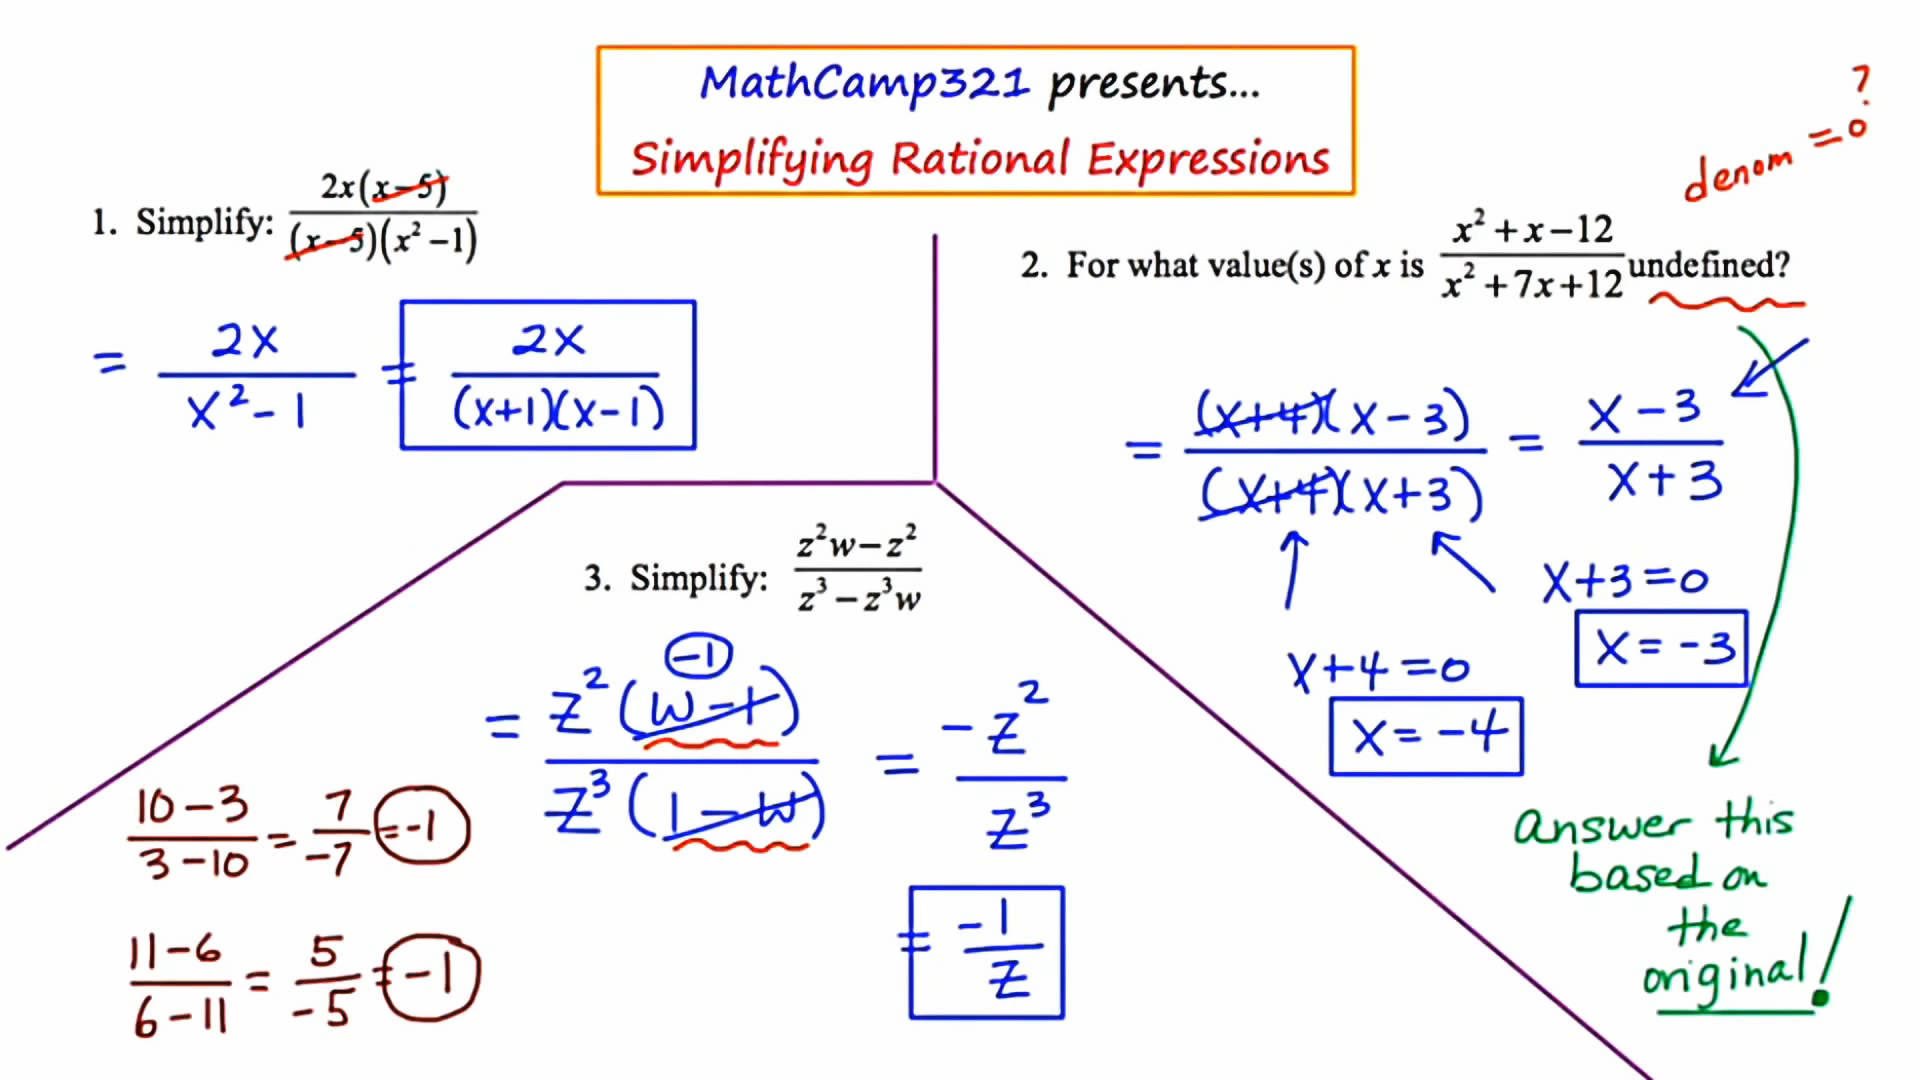 MathCamp321 presents...
Simplifying Rational Expressions
1. Simplify: 2x(x−5) / (x−5)(x²−1)
= 2x / x²−1 = 2x / (x+1)(x−1)
denom = 0 ?
2. For what value(s) of x is x²+x−12 / x²+7x+12 undefined?
= (x+4)(x−3) / (x+4)(x+3) = x−3 / x+3
x+3=0
x=−3
x+4=0
x=−4
Answer this
based on
the
original!
3. Simplify: z²w−z² / z³−z³w
−1
= z²(w−1) / z³(1−w) = −z² / z³
= −1 / z
10−3 / 3−10 = 7 / −7 = −1
11−6 / 6−11 = 5 / −5 = −1